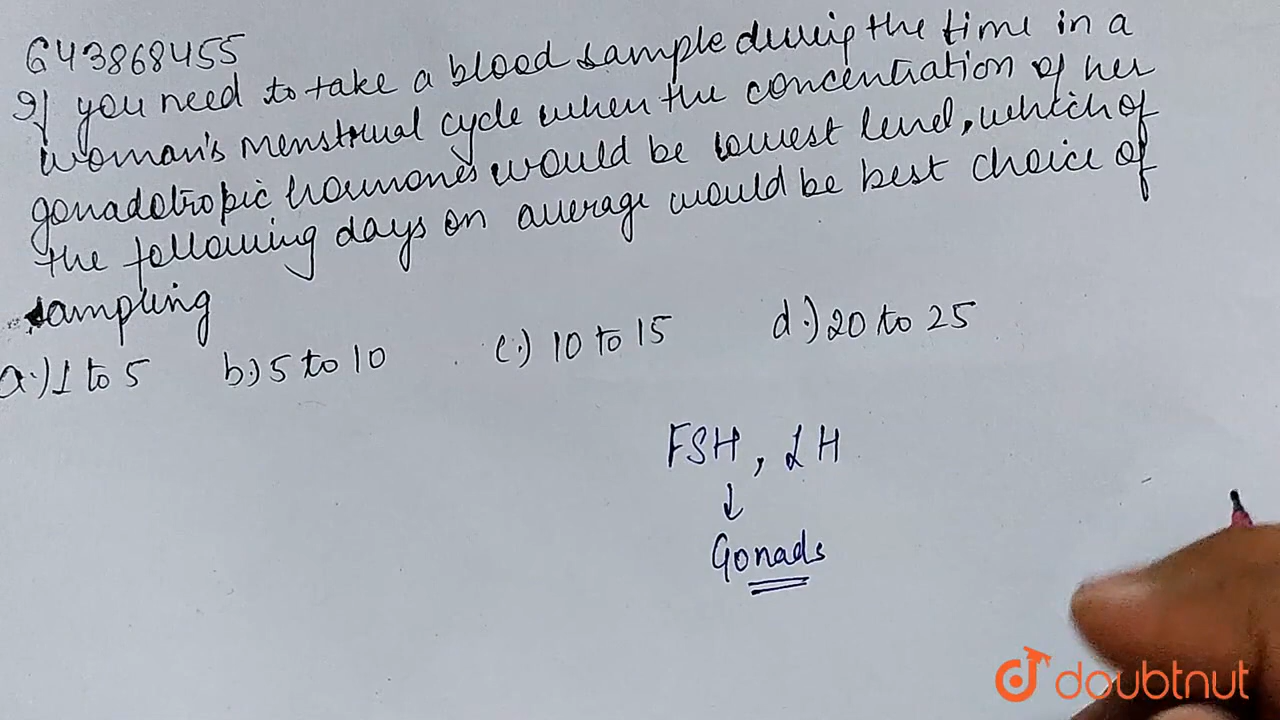 643868455
If you need to take a blood sample during the time in a
woman's menstrual cycle when the concentration of her
gonadotropic hormones would be lowest level, which of
the following days on average would be best choice of
sampling
a.) 1 to 5 b.) 5 to 10 c.) 10 to 15 d.) 20 to 25
FSH, LH
↓
Gonads
doubtnut